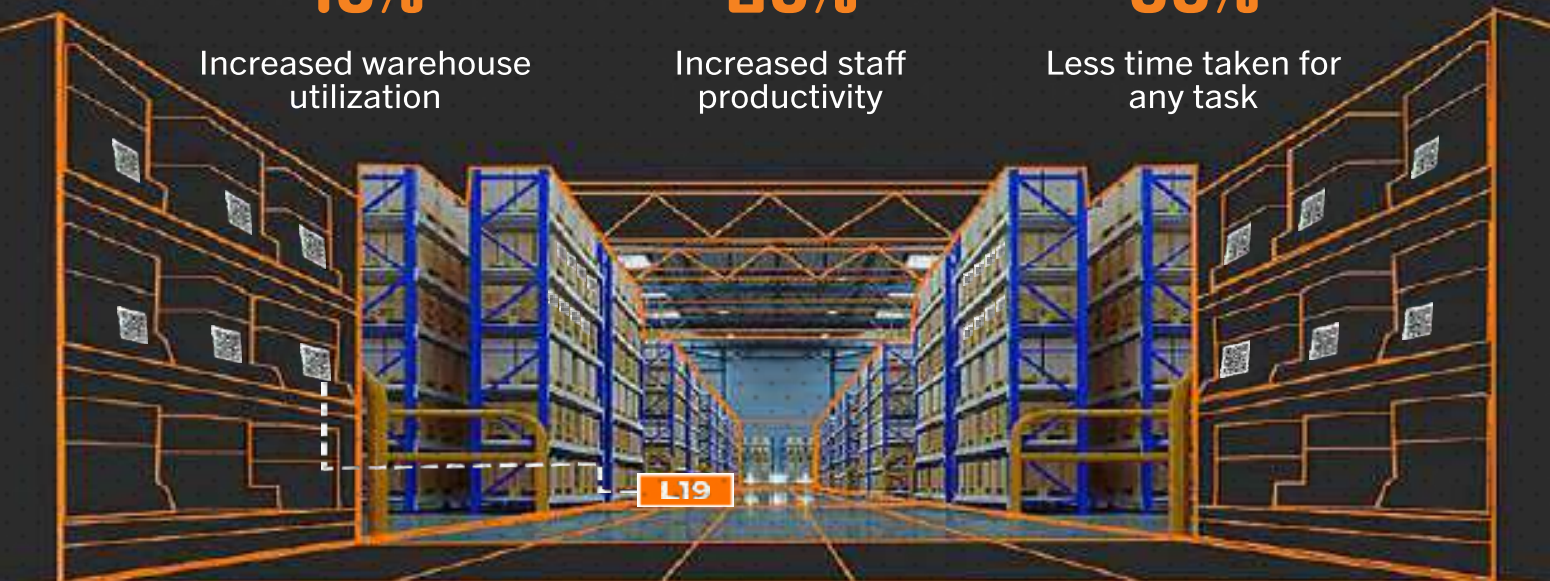 Increased warehouse
utilization
Increased staff
productivity
Less time taken for
any task
L19